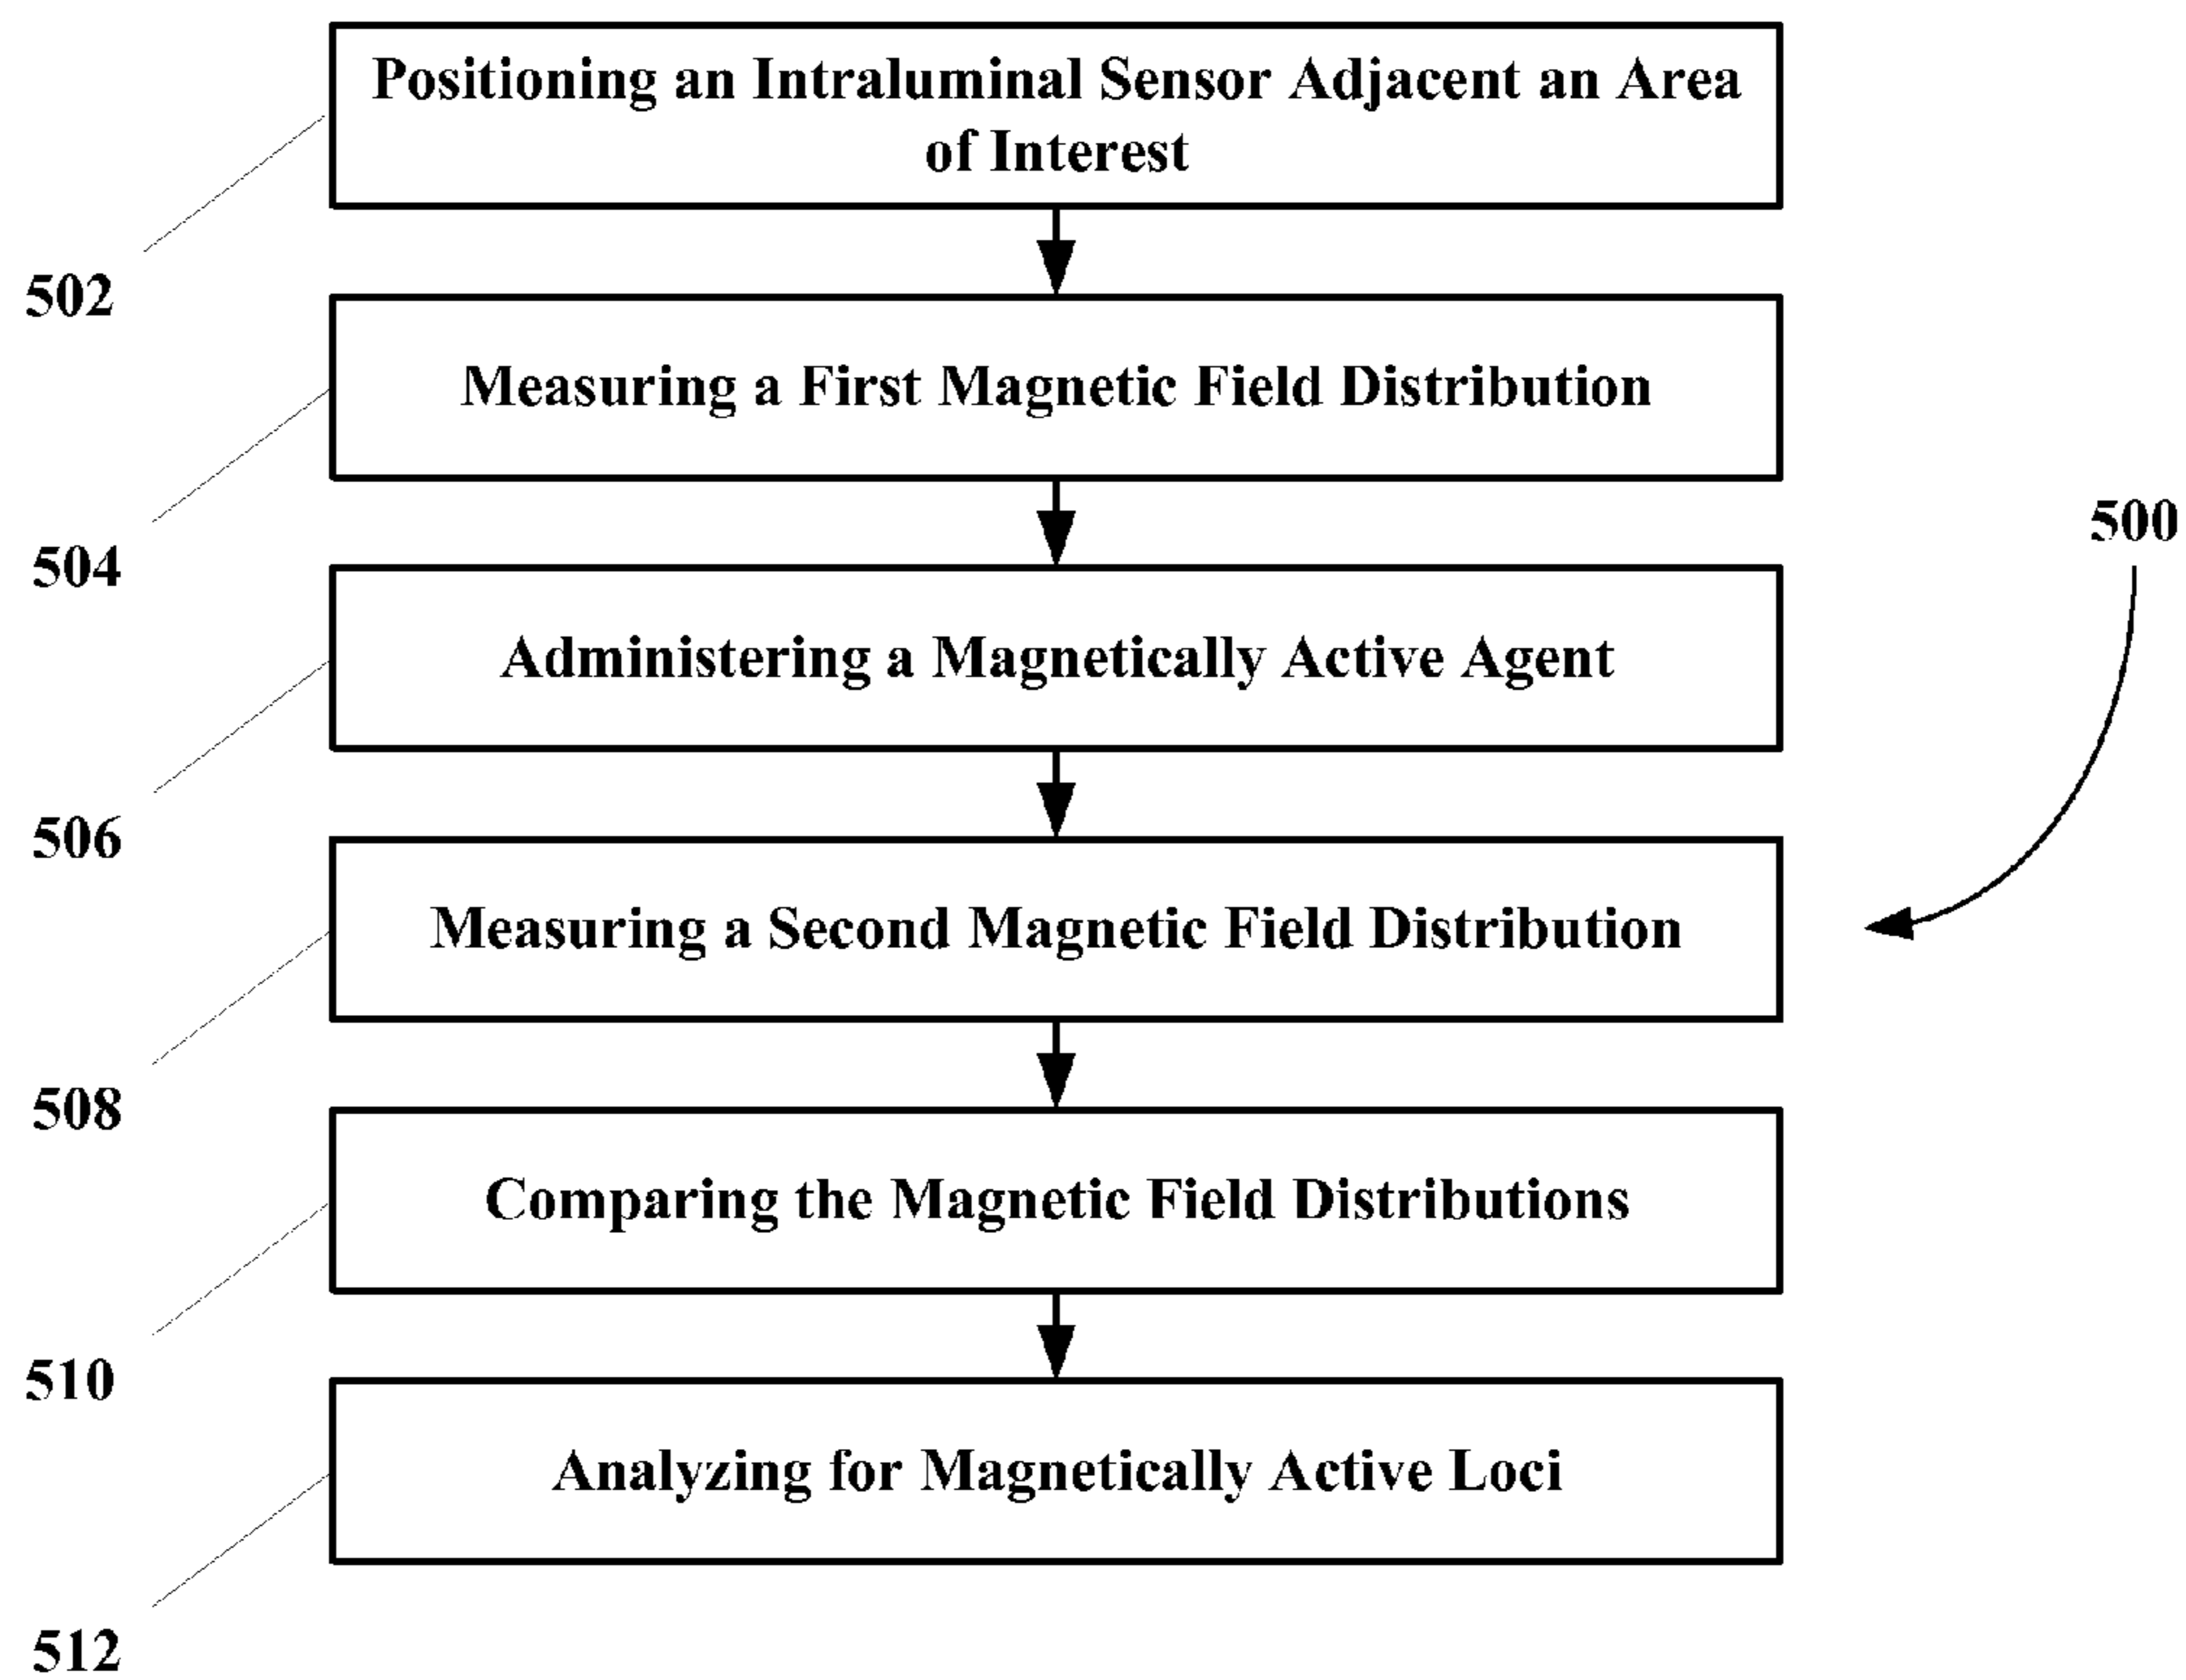 Positioning an Intraluminal Sensor Adjacent an Area
of Interest
502
Measuring a First Magnetic Field Distribution
504
500
Administering a Magnetically Active Agent
506
Measuring a Second Magnetic Field Distribution
508
Comparing the Magnetic Field Distributions
510
Analyzing for Magnetically Active Loci
512